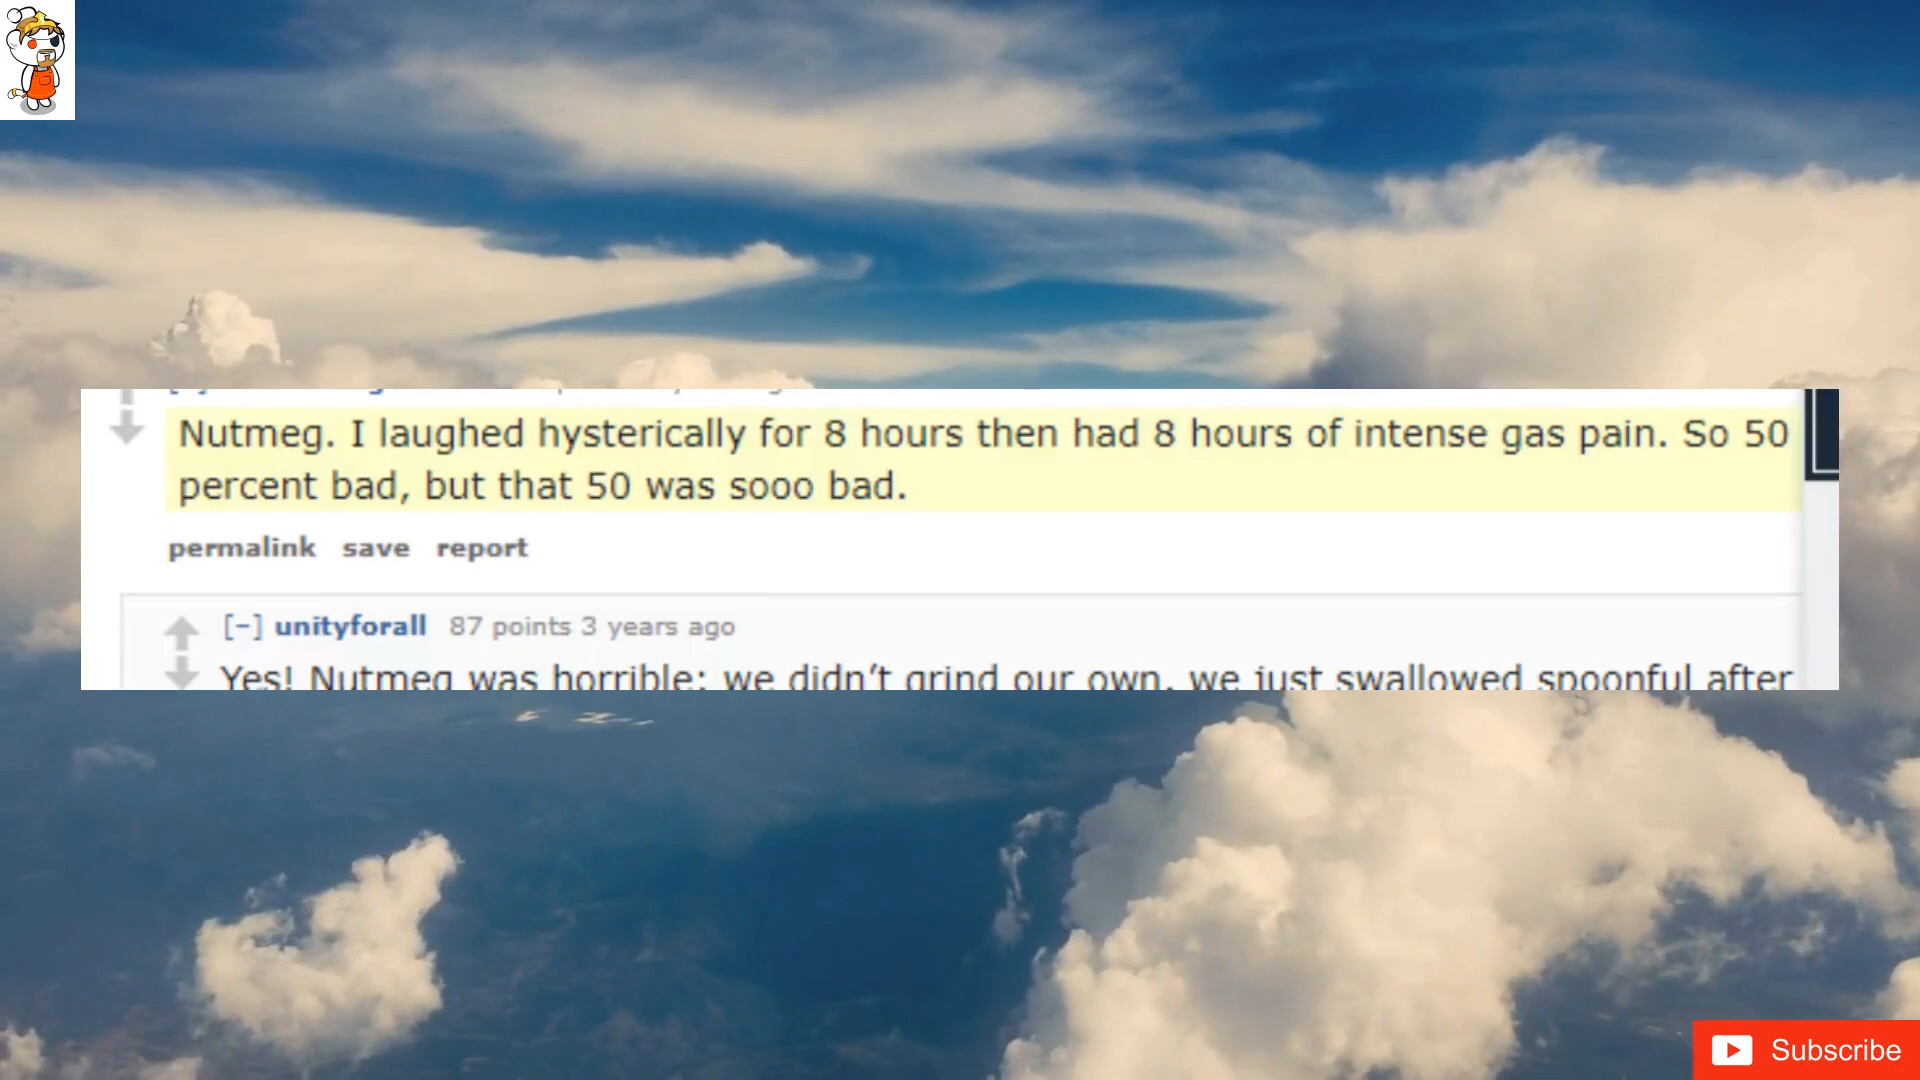 Nutmeg. I laughed hysterically for 8 hours then had 8 hours of intense gas pain. So 50
percent bad, but that 50 was sooo bad.
permalink save report
[-] unityforall 87 points 3 years ago
Yes! Nutmeg was horrible; we didn't grind our own, we just swallowed spoonful after
Subscribe